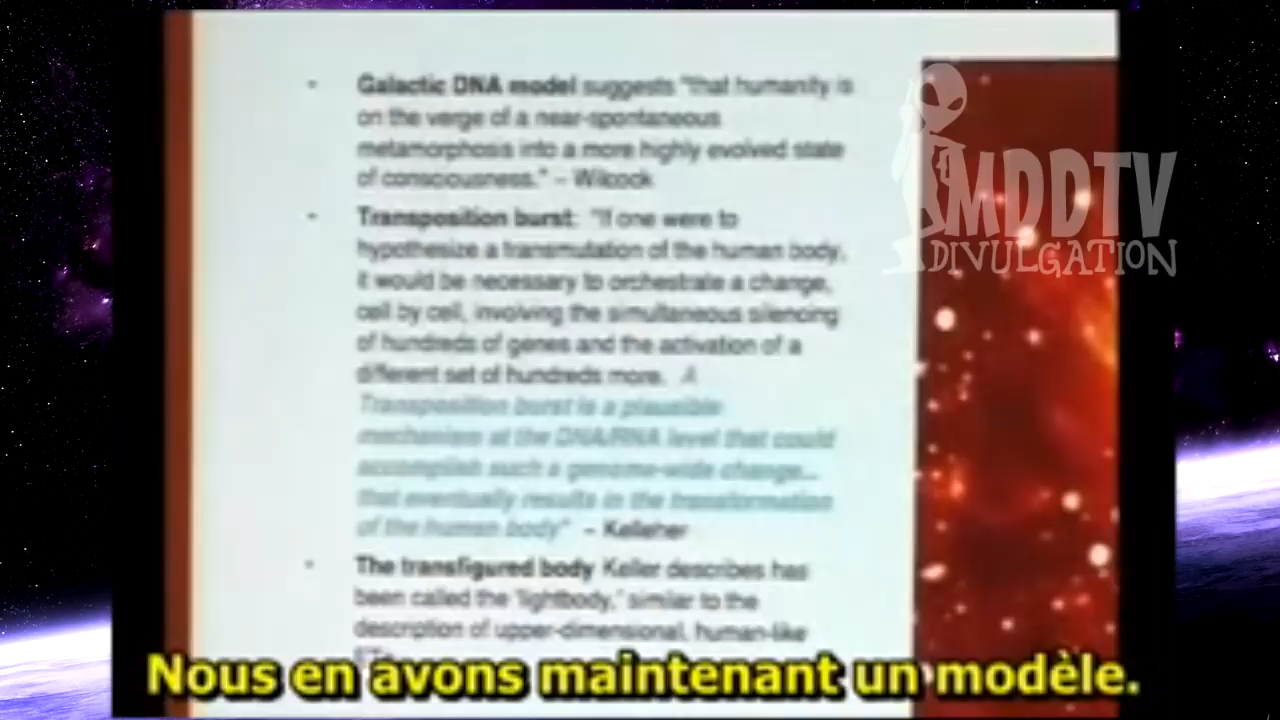 Galactic DNA model suggests "that humanity is
on the verge of a near-spontaneous
metamorphosis into a more highly evolved state
of consciousness." – Wilcock
Transposition burst: "If one were to
hypothesize a transmutation of the human body,
it would be necessary to orchestrate a change,
cell by cell, involving the simultaneous silencing
of hundreds of genes and the activation of a
different set of hundreds more. A
Transposition burst is a plausible
mechanism at the DNA/RNA level that could
accomplish such a genome-wide change...
that eventually results in the transformation
of the human body" – Kelleher
The transfigured body Keller describes has
been called the 'lightbody,' similar to the
description of upper-dimensional, human-like
MDDTV
DIVULGATION
Nous en avons maintenant un modèle.